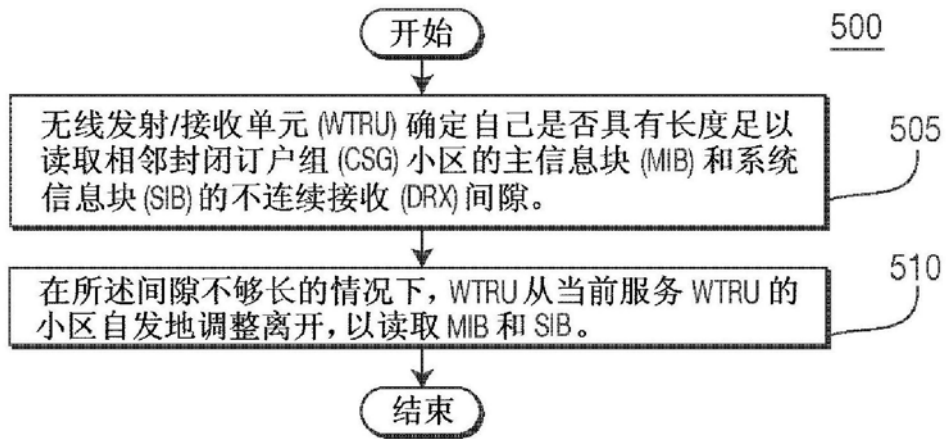 开始
500
无线发射/接收单元 (WTRU) 确定自己是否具有长度足以
读取相邻封闭订户组 (CSG) 小区的主信息块 (MIB) 和系统
信息块 (SIB) 的不连续接收 (DRX) 间隙。
505
在所述间隙不够长的情况下，WTRU 从当前服务 WTRU 的
小区自发地调整离开，以读取 MIB 和 SIB。
510
结束